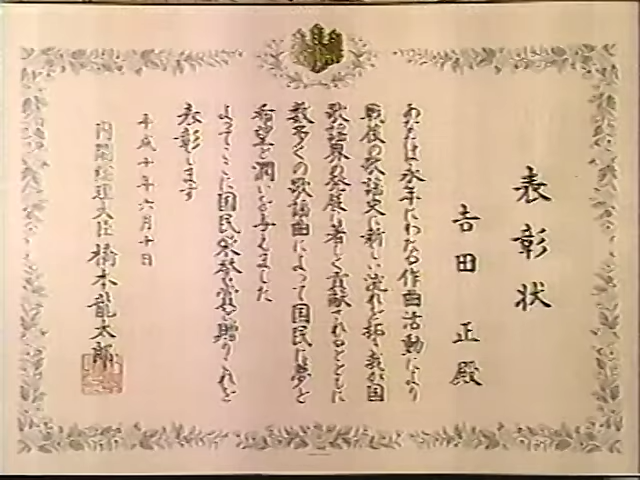 表彰状
吉田 正殿
あなたは永年にわたる作曲活動により
戦後の歌謡史に新しい流れを拓き我が国
歌謡界の発展に著しく貢献されるとともに
数多くの歌謡曲によって国民に夢と
希望と潤いを与えました
よってここに国民栄誉賞を贈りこれを
表彰します
平成十年六月十日
内閣総理大臣 橋本龍太郎